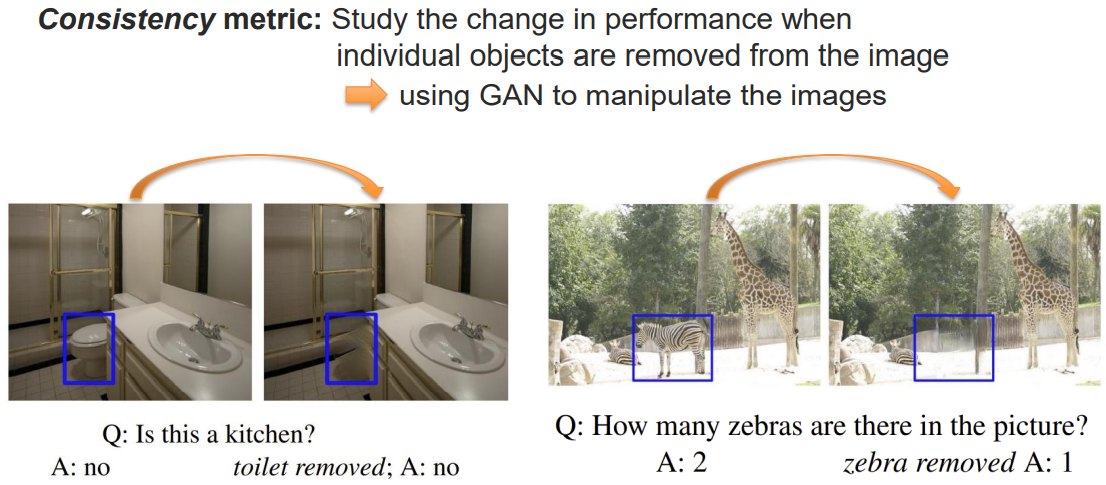 Consistency metric: Study the change in performance when
individual objects are removed from the image
using GAN to manipulate the images
Q: Is this a kitchen?
A: no
toilet removed; A: no
Q: How many zebras are there in the picture?
A: 2
zebra removed A: 1